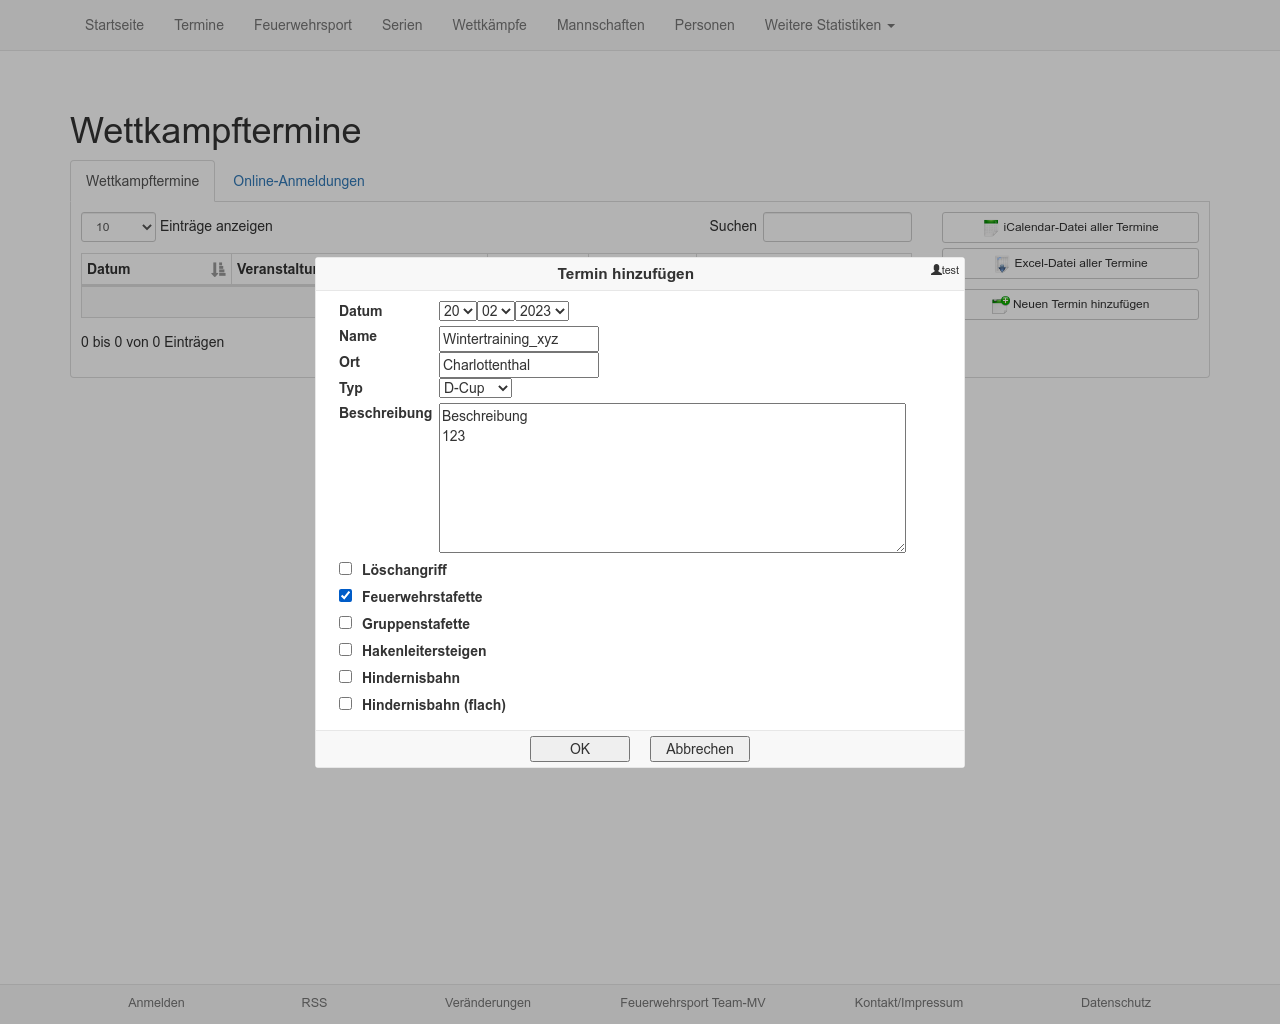 Startseite Termine Feuerwehrsport Serien Wettkämpfe Mannschaften Personen Weitere Statistiken
Wettkampftermine
Wettkampftermine Online-Anmeldungen
10 Einträge anzeigen Suchen iCalendar-Datei aller Termine
Datum Excel-Datei aller Termine
Neuen Termin hinzufügen
0 bis 0 von 0 Einträgen
Termin hinzufügen test
Datum 20 02 2023
Name Wintertraining_xyz
Ort Charlottenthal
Typ D-Cup
Beschreibung Beschreibung
123
Löschangriff
Feuerwehrstafette
Gruppenstafette
Hakenleitersteigen
Hindernisbahn
Hindernisbahn (flach)
OK Abbrechen
Anmelden RSS Veränderungen Feuerwehrsport Team-MV Kontakt/Impressum Datenschutz